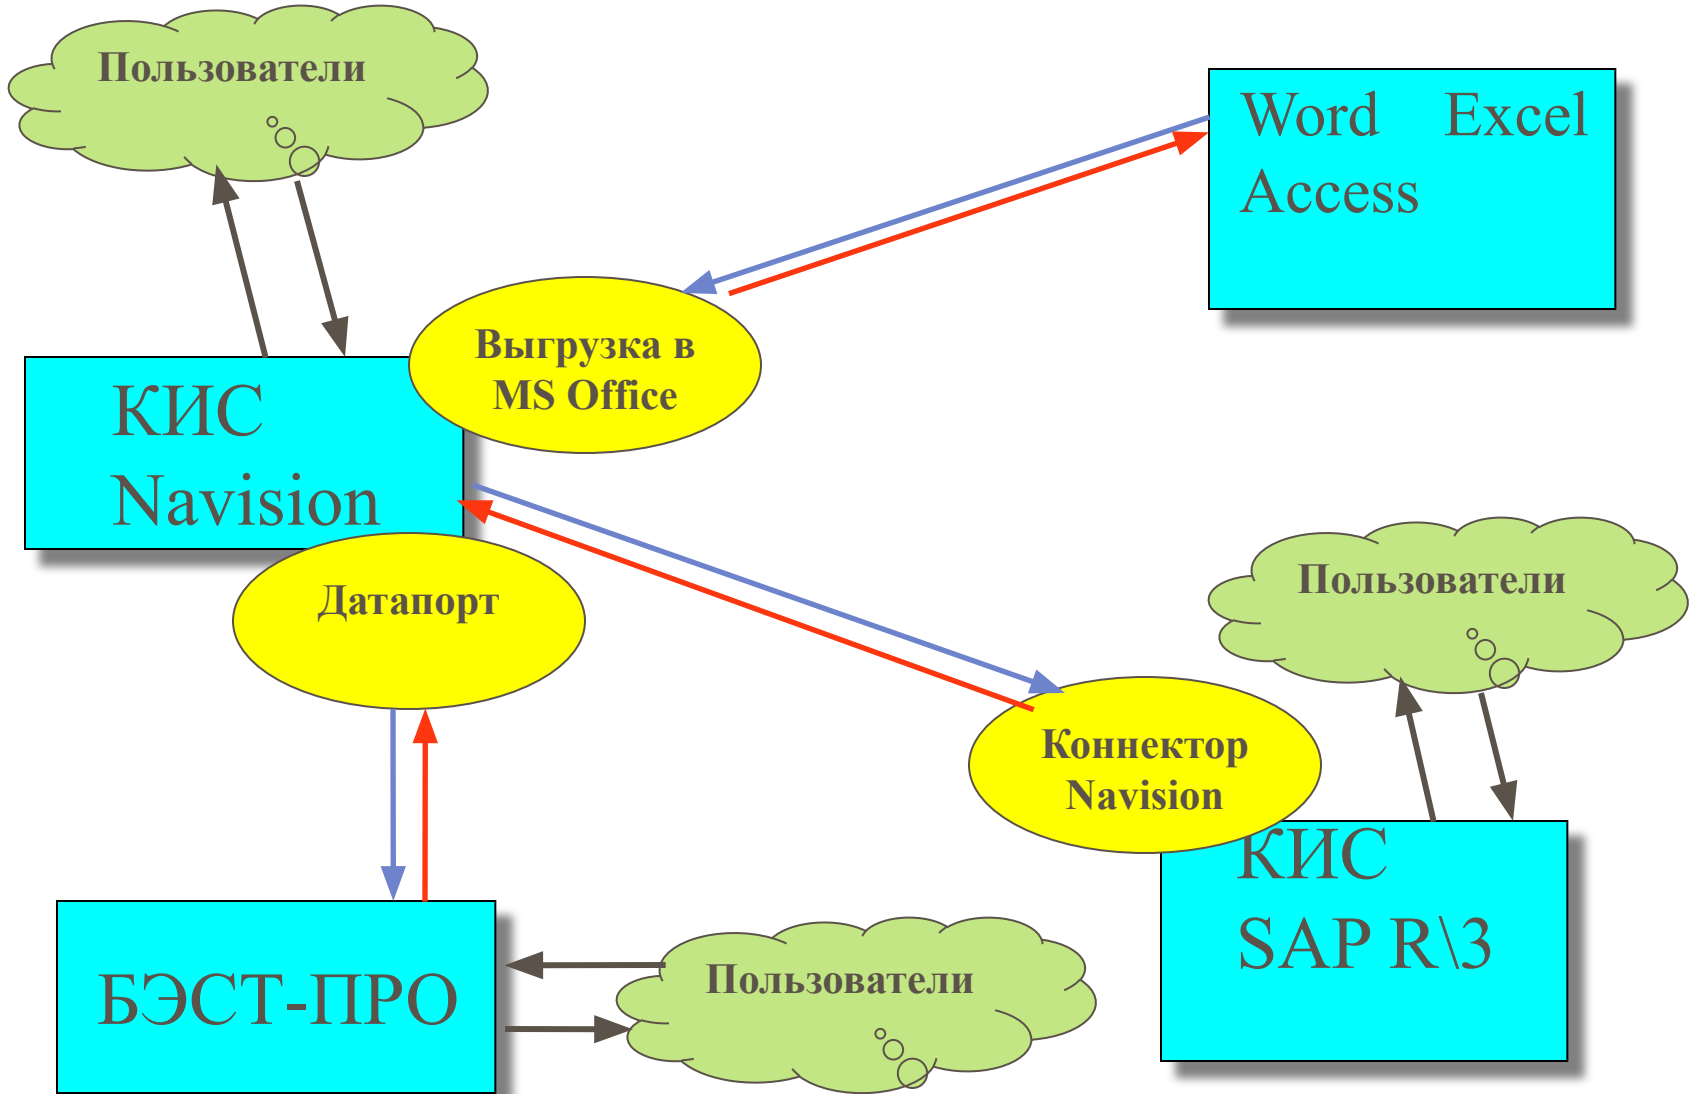 Пользователи
Word Excel
Access
Выгрузка в
MS Office
КИС
Navision
Датапорт
Пользователи
Коннектор
Navision
КИС
SAP R\3
БЭСТ-ПРО
Пользователи